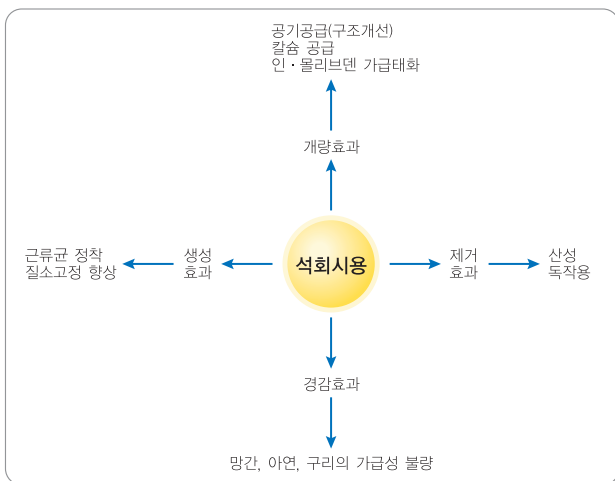 공기공급(구조개선)
칼슘 공급
인·몰리브덴 가급태화
개량효과
근류균 정착
질소고정 향상
생성
효과
석회시용
제거
효과
산성
독작용
경감효과
망간, 아연, 구리의 가급성 불량